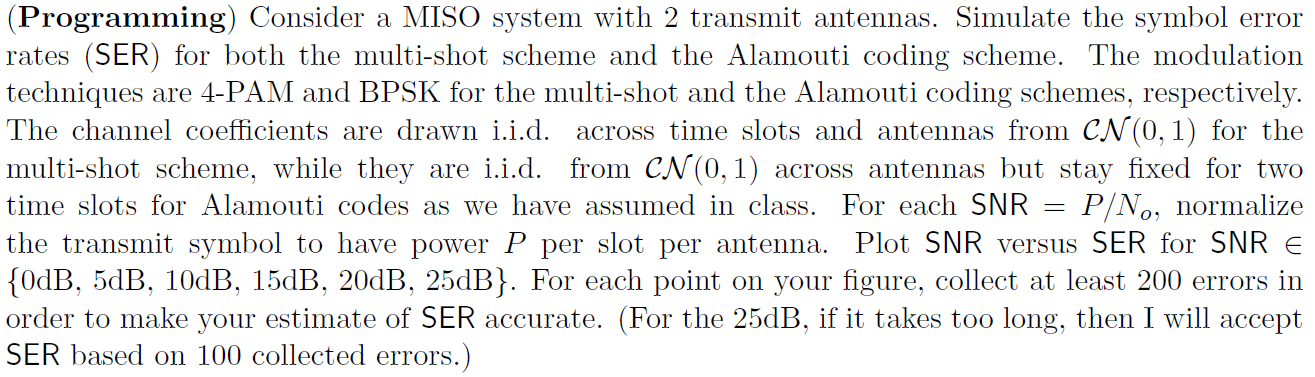 (Programming) Consider a MISO system with 2 transmit antennas. Simulate the symbol error
rates (SER) for both the multi-shot scheme and the Alamouti coding scheme. The modulation
techniques are 4-PAM and BPSK for the multi-shot and the Alamouti coding schemes, respectively.
The channel coefficients are drawn i.i.d. across time slots and antennas from 𝒞𝒩(0, 1) for the
multi-shot scheme, while they are i.i.d. from 𝒞𝒩(0, 1) across antennas but stay fixed for two
time slots for Alamouti codes as we have assumed in class. For each SNR = P/Nₒ, normalize
the transmit symbol to have power P per slot per antenna. Plot SNR versus SER for SNR ∈
{0dB, 5dB, 10dB, 15dB, 20dB, 25dB}. For each point on your figure, collect at least 200 errors in
order to make your estimate of SER accurate. (For the 25dB, if it takes too long, then I will accept
SER based on 100 collected errors.)